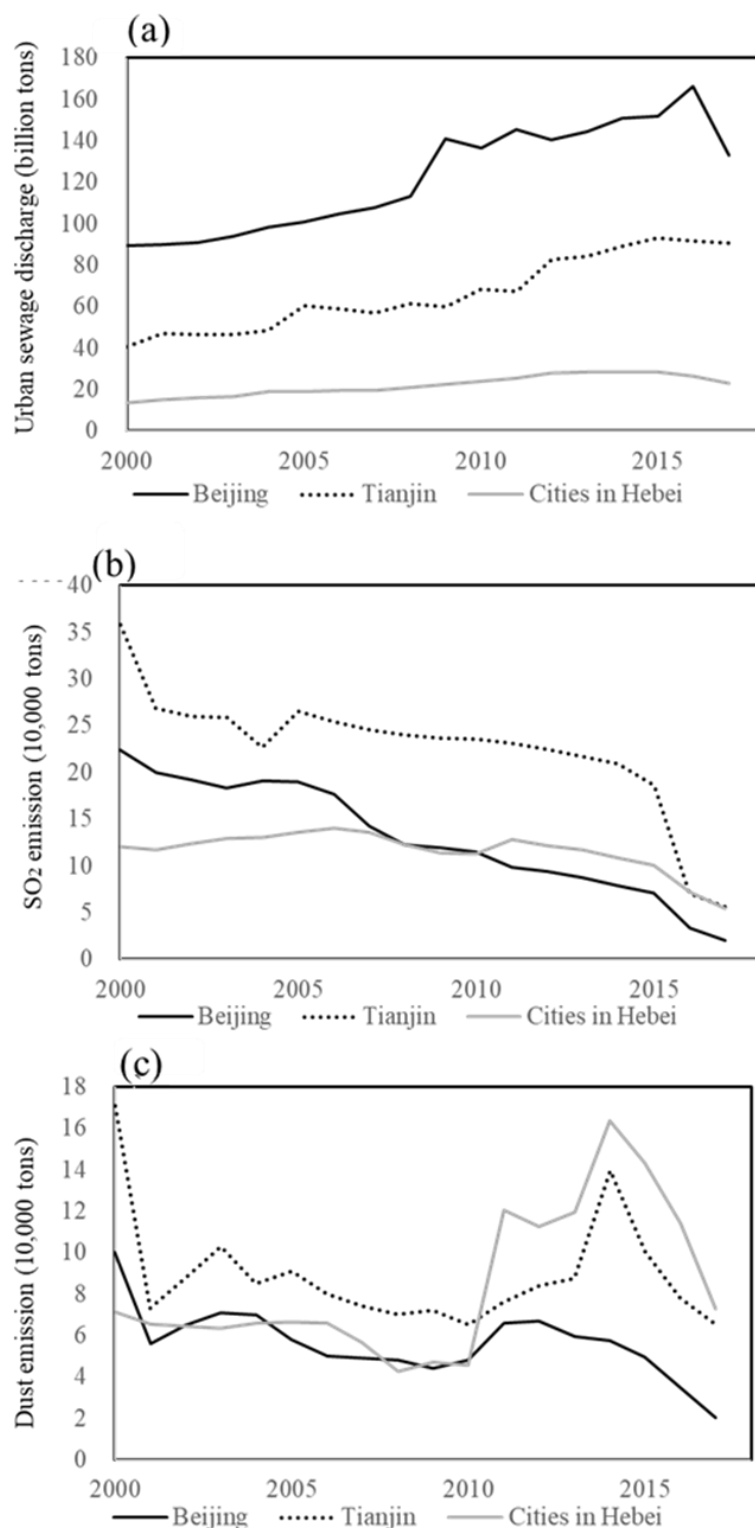 (a)
Urban sewage discharge (billion tons)
180
160
140
120
100
80
60
40
20
0
2000 2005 2010 2015
Beijing Tianjin Cities in Hebei
(b)
SO₂ emission (10,000 tons)
40
35
30
25
20
15
10
5
0
2000 2005 2010 2015
Beijing Tianjin Cities in Hebei
(c)
Dust emission (10,000 tons)
18
16
14
12
10
8
6
4
2
0
2000 2005 2010 2015
Beijing Tianjin Cities in Hebei